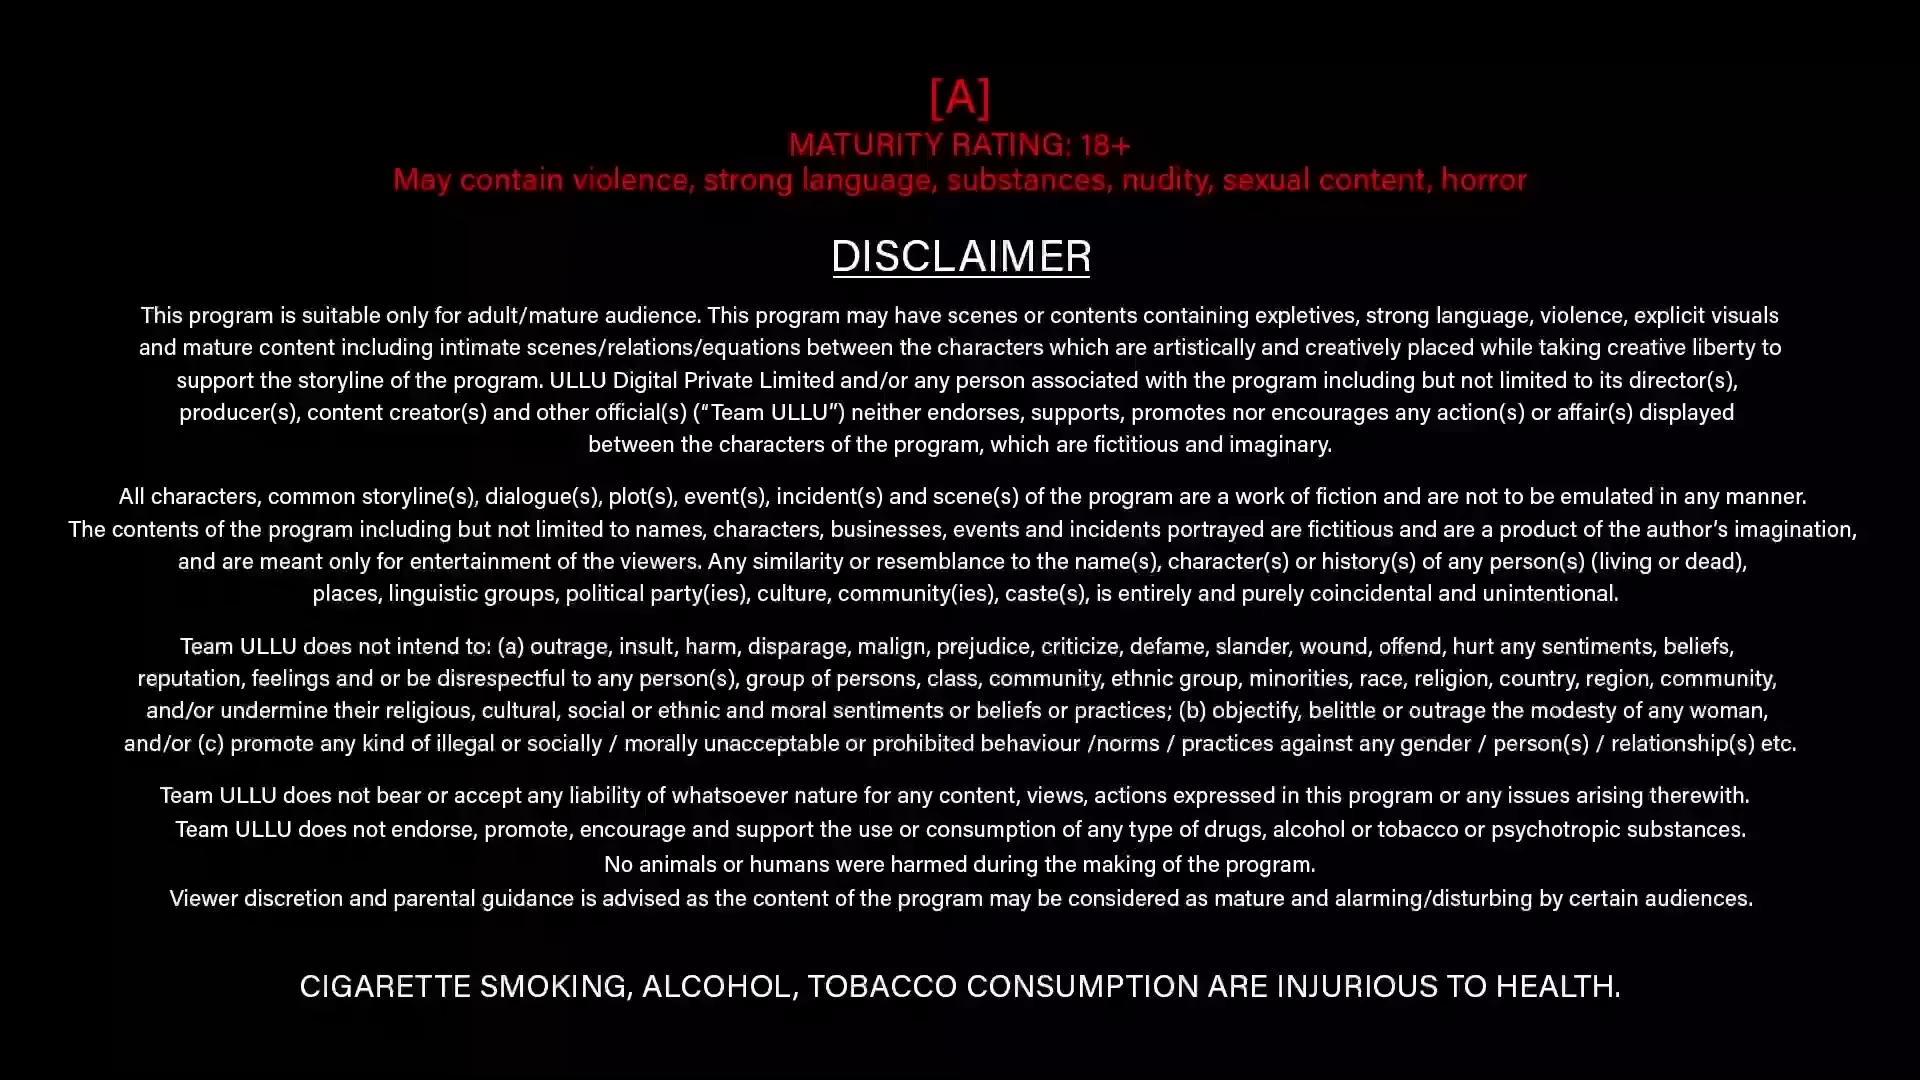 [A]
MATURITY RATING: 18+
May contain violence, strong language, substances, nudity, sexual content, horror
DISCLAIMER
This program is suitable only for adult/mature audience. This program may have scenes or contents containing expletives, strong language, violence, explicit visuals
and mature content including intimate scenes/relations/equations between the characters which are artistically and creatively placed while taking creative liberty to
support the storyline of the program. ULLU Digital Private Limited and/or any person associated with the program including but not limited to its director(s),
producer(s), content creator(s) and other official(s) (“Team ULLU”) neither endorses, supports, promotes nor encourages any action(s) or affair(s) displayed
between the characters of the program, which are fictitious and imaginary.
All characters, common storyline(s), dialogue(s), plot(s), event(s), incident(s) and scene(s) of the program are a work of fiction and are not to be emulated in any manner.
The contents of the program including but not limited to names, characters, businesses, events and incidents portrayed are fictitious and are a product of the author’s imagination,
and are meant only for entertainment of the viewers. Any similarity or resemblance to the name(s), character(s) or history(s) of any person(s) (living or dead),
places, linguistic groups, political party(ies), culture, community(ies), caste(s), is entirely and purely coincidental and unintentional.
Team ULLU does not intend to: (a) outrage, insult, harm, disparage, malign, prejudice, criticize, defame, slander, wound, offend, hurt any sentiments, beliefs,
reputation, feelings and or be disrespectful to any person(s), group of persons, class, community, ethnic group, minorities, race, religion, country, region, community,
and/or undermine their religious, cultural, social or ethnic and moral sentiments or beliefs or practices; (b) objectify, belittle or outrage the modesty of any woman,
and/or (c) promote any kind of illegal or socially / morally unacceptable or prohibited behaviour /norms / practices against any gender / person(s) / relationship(s) etc.
Team ULLU does not bear or accept any liability of whatsoever nature for any content, views, actions expressed in this program or any issues arising therewith.
Team ULLU does not endorse, promote, encourage and support the use or consumption of any type of drugs, alcohol or tobacco or psychotropic substances.
No animals or humans were harmed during the making of the program.
Viewer discretion and parental guidance is advised as the content of the program may be considered as mature and alarming/disturbing by certain audiences.
CIGARETTE SMOKING, ALCOHOL, TOBACCO CONSUMPTION ARE INJURIOUS TO HEALTH.